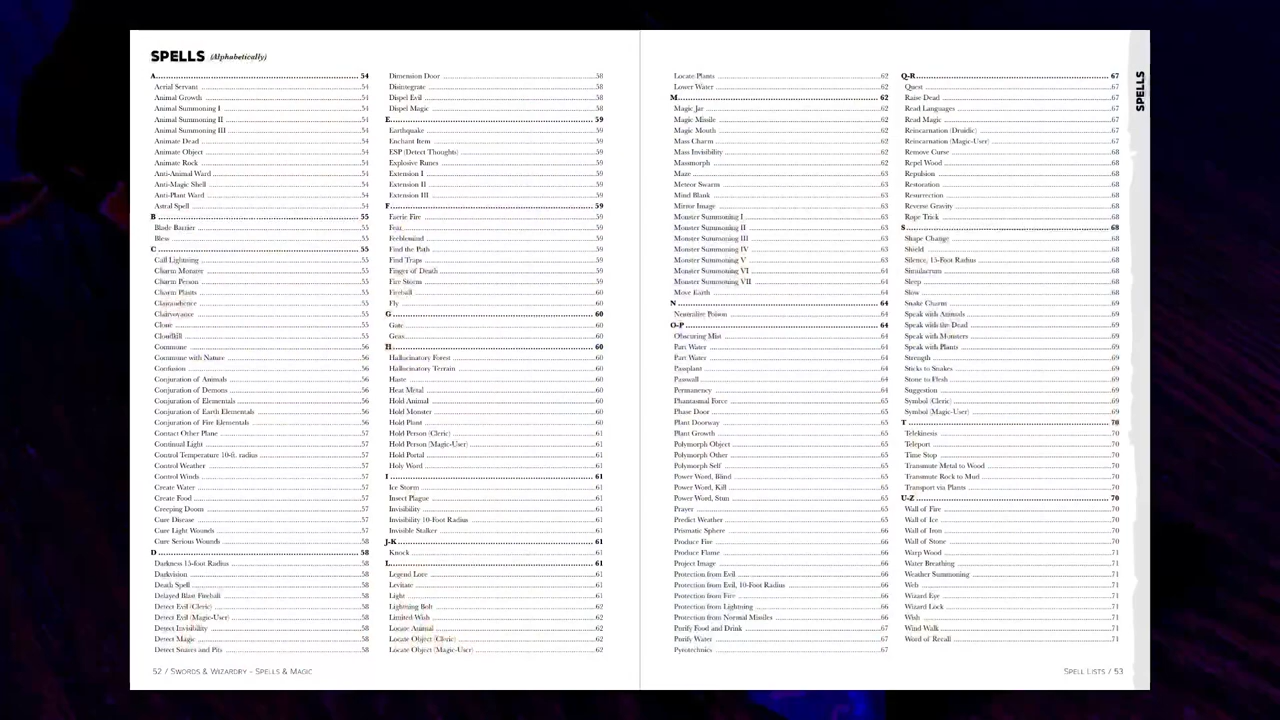 SPELLS (Alphabetically)
A 54
Aerial Servant 54
Animal Growth 54
Animal Summoning I 54
Animal Summoning II 54
Animal Summoning III 54
Animate Dead 54
Animate Object 54
Animate Rock 54
Anti-Animal Ward 54
Anti-Magic Shell 54
Anti-Plant Ward 54
Astral Spell 54
B 55
Blade Barrier 55
Bless 55
C 55
Call Lightning 55
Charm Monster 55
Charm Person 55
Charm Plants 55
Clairaudience 55
Clairvoyance 55
Clone 55
Cloudkill 55
Commune 56
Commune with Nature 56
Confusion 56
Conjuration of Animals 56
Conjuration of Demons 56
Conjuration of Elementals 56
Conjuration of Earth Elementals 56
Conjuration of Fire Elementals 56
Contact Other Plane 57
Continual Light 57
Control Temperature 10-ft. radius 57
Control Weather 57
Control Winds 57
Create Water 57
Create Food 57
Creeping Doom 57
Cure Disease 57
Cure Light Wounds 57
Cure Serious Wounds 58
D 58
Darkness 15-foot Radius 58
Darkvision 58
Death Spell 58
Delayed Blast Fireball 58
Detect Evil (Cleric) 58
Detect Evil (Magic-User) 58
Detect Invisibility 58
Detect Magic 58
Detect Snares and Pits 58
Dimension Door 58
Disintegrate 58
Dispel Evil 58
Dispel Magic 58
E 59
Earthquake 59
Enchant Item 59
ESP (Detect Thoughts) 59
Explosive Runes 59
Extension I 59
Extension II 59
Extension III 59
F 59
Faerie Fire 59
Fear 59
Feeblemind 59
Find the Path 59
Find Traps 59
Finger of Death 59
Fire Storm 59
Fireball 60
Fly 60
G 60
Gate 60
Geas 60
H 60
Hallucinatory Forest 60
Hallucinatory Terrain 60
Haste 60
Heat Metal 60
Hold Animal 60
Hold Monster 60
Hold Plant 60
Hold Person (Cleric) 61
Hold Person (Magic-User) 61
Hold Portal 61
Holy Word 61
I 61
Ice Storm 61
Insect Plague 61
Invisibility 61
Invisibility 10-Foot Radius 61
Invisible Stalker 61
J-K 61
Knock 61
L 61
Legend Lore 61
Levitate 61
Light 61
Lightning Bolt 62
Limited Wish 62
Locate Animal 62
Locate Object (Cleric) 62
Locate Object (Magic-User) 62
52 / Swords & Wizardry - Spells & Magic
Locate Plants 62
Lower Water 62
M 62
Magic Jar 62
Magic Missile 62
Magic Mouth 62
Mass Charm 62
Mass Invisibility 62
Massmorph 62
Maze 63
Meteor Swarm 63
Mind Blank 63
Mirror Image 63
Monster Summoning I 63
Monster Summoning II 63
Monster Summoning III 63
Monster Summoning IV 63
Monster Summoning V 63
Monster Summoning VI 64
Monster Summoning VII 64
Move Earth 64
N 64
Neutralize Poison 64
O-P 64
Obscuring Mist 64
Part Water 64
Part Water 64
Passplant 64
Passwall 64
Permanency 64
Phantasmal Force 65
Phase Door 65
Plant Doorway 65
Plant Growth 65
Polymorph Object 65
Polymorph Other 65
Polymorph Self 65
Power Word, Blind 65
Power Word, Kill 65
Power Word, Stun 65
Prayer 65
Predict Weather 65
Prismatic Sphere 66
Produce Fire 66
Produce Flame 66
Project Image 66
Protection from Evil 66
Protection from Evil, 10-Foot Radius 66
Protection from Fire 66
Protection from Lightning 66
Protection from Normal Missiles 66
Purify Food and Drink 67
Purify Water 67
Pyrotechnics 67
Q-R 67
Quest 67
Raise Dead 67
Read Languages 67
Read Magic 67
Reincarnation (Druidic) 67
Reincarnation (Magic-User) 67
Remove Curse 68
Repel Wood 68
Repulsion 68
Restoration 68
Resurrection 68
Reverse Gravity 68
Rope Trick 68
S 68
Shape Change 68
Shield 68
Silence, 15-Foot Radius 68
Simulacrum 68
Sleep 68
Slow 68
Snake Charm 69
Speak with Animals 69
Speak with the Dead 69
Speak with Monsters 69
Speak with Plants 69
Strength 69
Sticks to Snakes 69
Stone to Flesh 69
Suggestion 69
Symbol (Cleric) 69
Symbol (Magic-User) 69
T 70
Telekinesis 70
Teleport 70
Time Stop 70
Transmute Metal to Wood 70
Transmute Rock to Mud 70
Transport via Plants 70
U-Z 70
Wall of Fire 70
Wall of Ice 70
Wall of Iron 70
Wall of Stone 70
Warp Wood 71
Water Breathing 71
Weather Summoning 71
Web 71
Wizard Eye 71
Wizard Lock 71
Wish 71
Wind Walk 71
Word of Recall 71
SPELLS
Spell Lists / 53